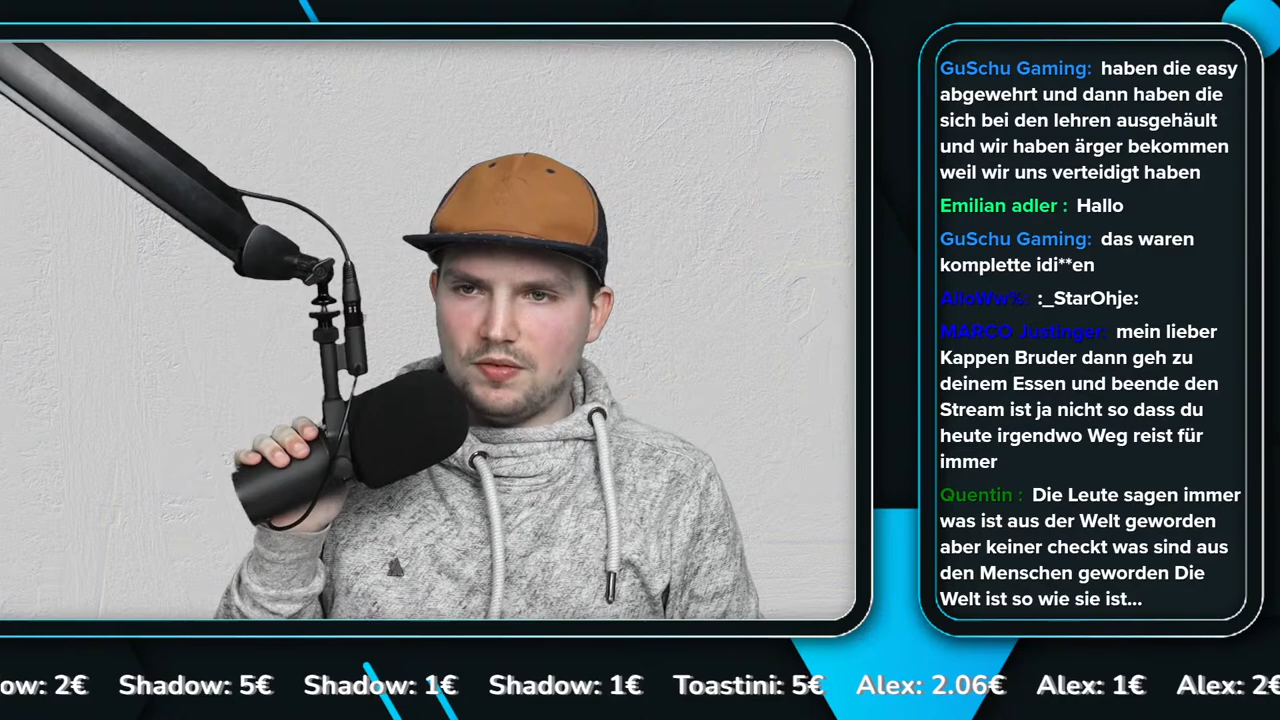 GuSchu Gaming: haben die easy
abgewehrt und dann haben die
sich bei den lehren ausgehäult
und wir haben ärger bekommen
weil wir uns verteidigt haben
Emilian adler : Hallo
GuSchu Gaming: das waren
komplette idi**en
AlloWw%: :_StarOhje:
MARCO Justinger: mein lieber
Kappen Bruder dann geh zu
deinem Essen und beende den
Stream ist ja nicht so dass du
heute irgendwo Weg reist für
immer
Quentin : Die Leute sagen immer
was ist aus der Welt geworden
aber keiner checkt was sind aus
den Menschen geworden Die
Welt ist so wie sie ist...
ow: 2€ Shadow: 5€ Shadow: 1€ Shadow: 1€ Toastini: 5€ Alex: 2.06€ Alex: 1€ Alex: 2€